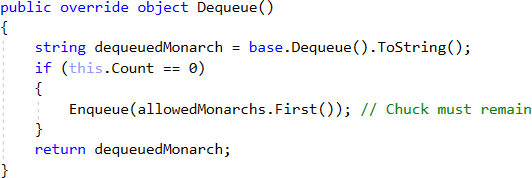 public override object Dequeue()
{
    string dequeuedMonarch = base.Dequeue().ToString();
    if (this.Count == 0)
    {
        Enqueue(allowedMonarchs.First()); // Chuck must remain
    }
    return dequeuedMonarch;
}